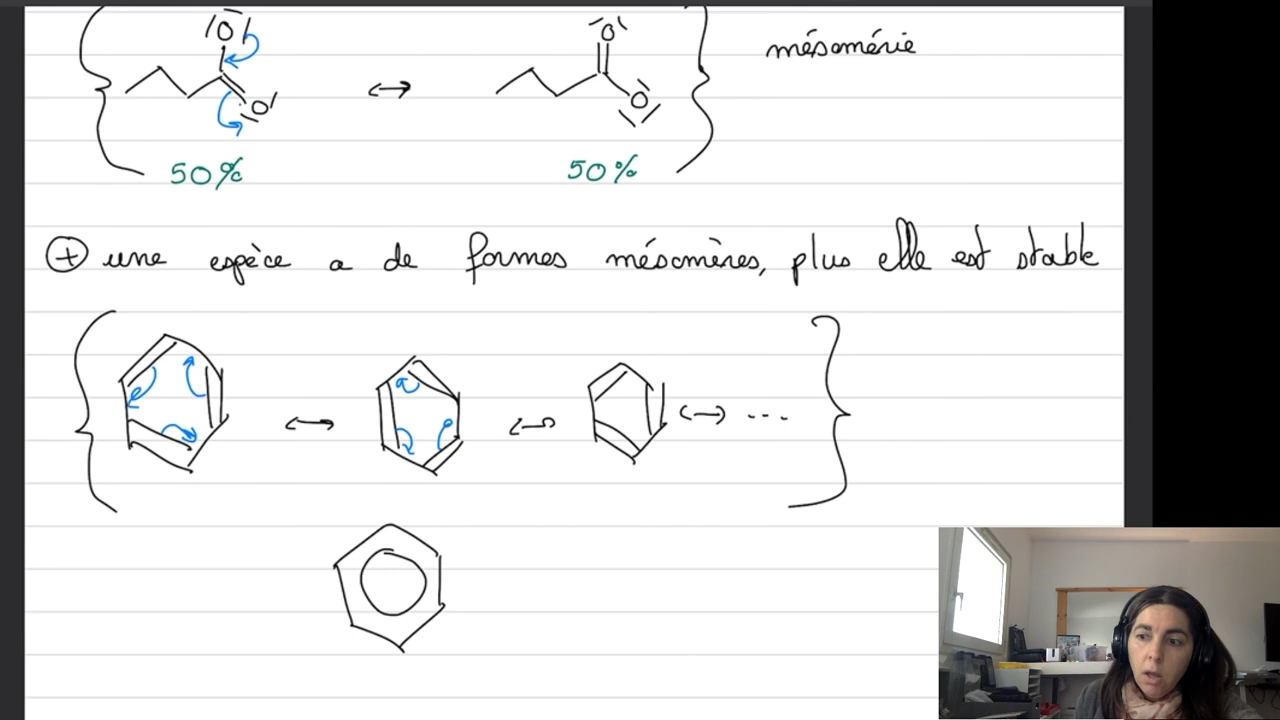 O O
mésomérie
O O
50% 50%
⊕ une espèce a de formes mésomères, plus elle est stable
↔ ↔ ↔ ...